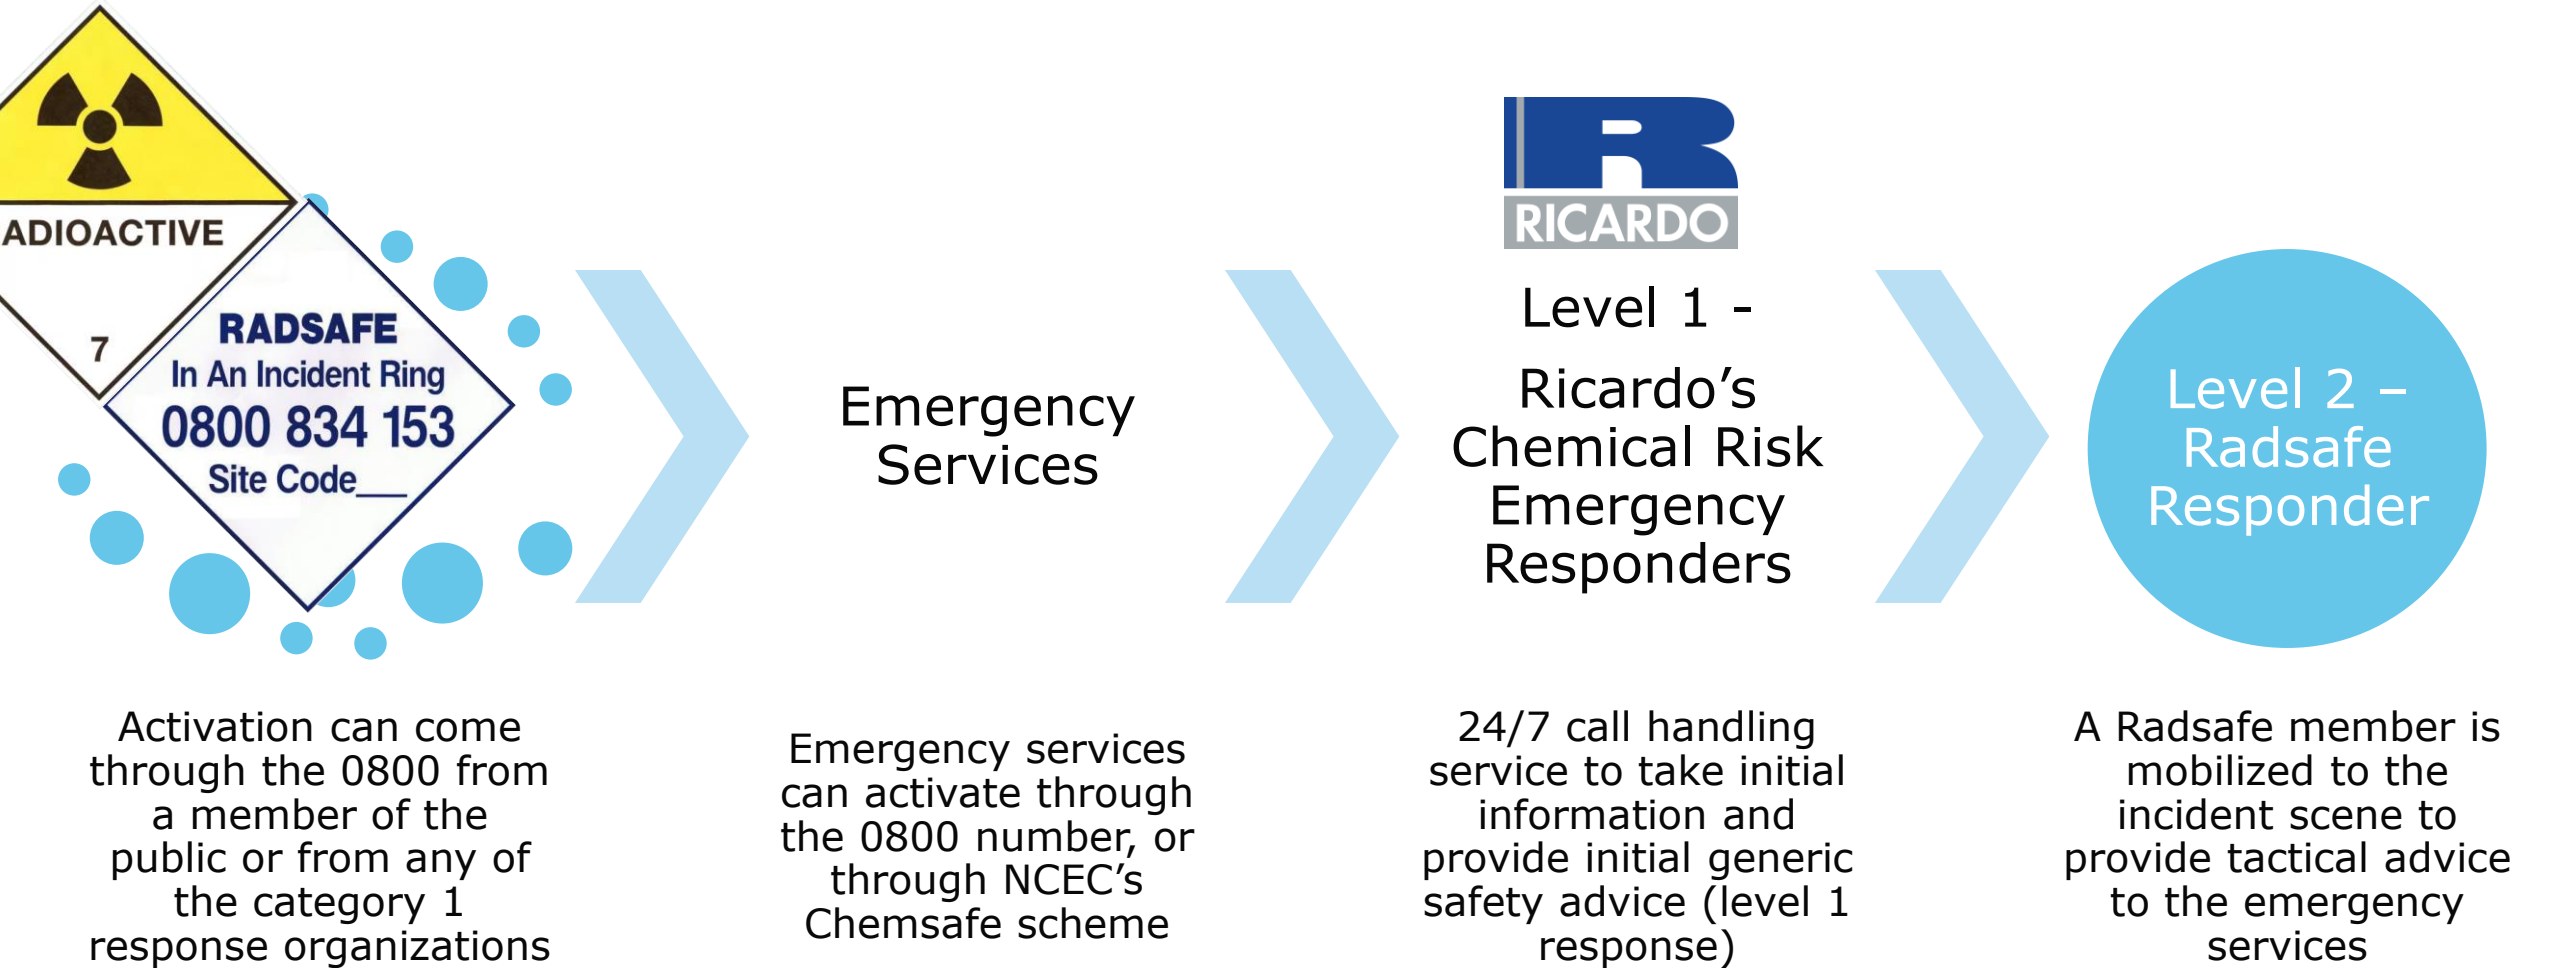 ADIOACTIVE
7
RADSAFE
In An Incident Ring
0800 834 153
Site Code___
Activation can come
through the 0800 from
a member of the
public or from any of
the category 1
response organizations
Emergency
Services
Emergency services
can activate through
the 0800 number, or
through NCEC’s
Chemsafe scheme
RICARDO
Level 1 -
Ricardo’s
Chemical Risk
Emergency
Responders
24/7 call handling
service to take initial
information and
provide initial generic
safety advice (level 1
response)
Level 2 –
Radsafe
Responder
A Radsafe member is
mobilized to the
incident scene to
provide tactical advice
to the emergency
services